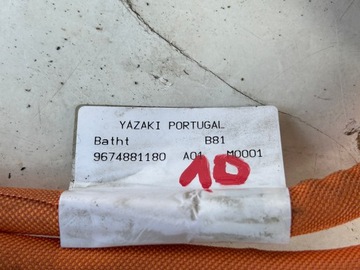 YAZAKI PORTUGAL
Batht B81
9674881180 A01 M0001
10